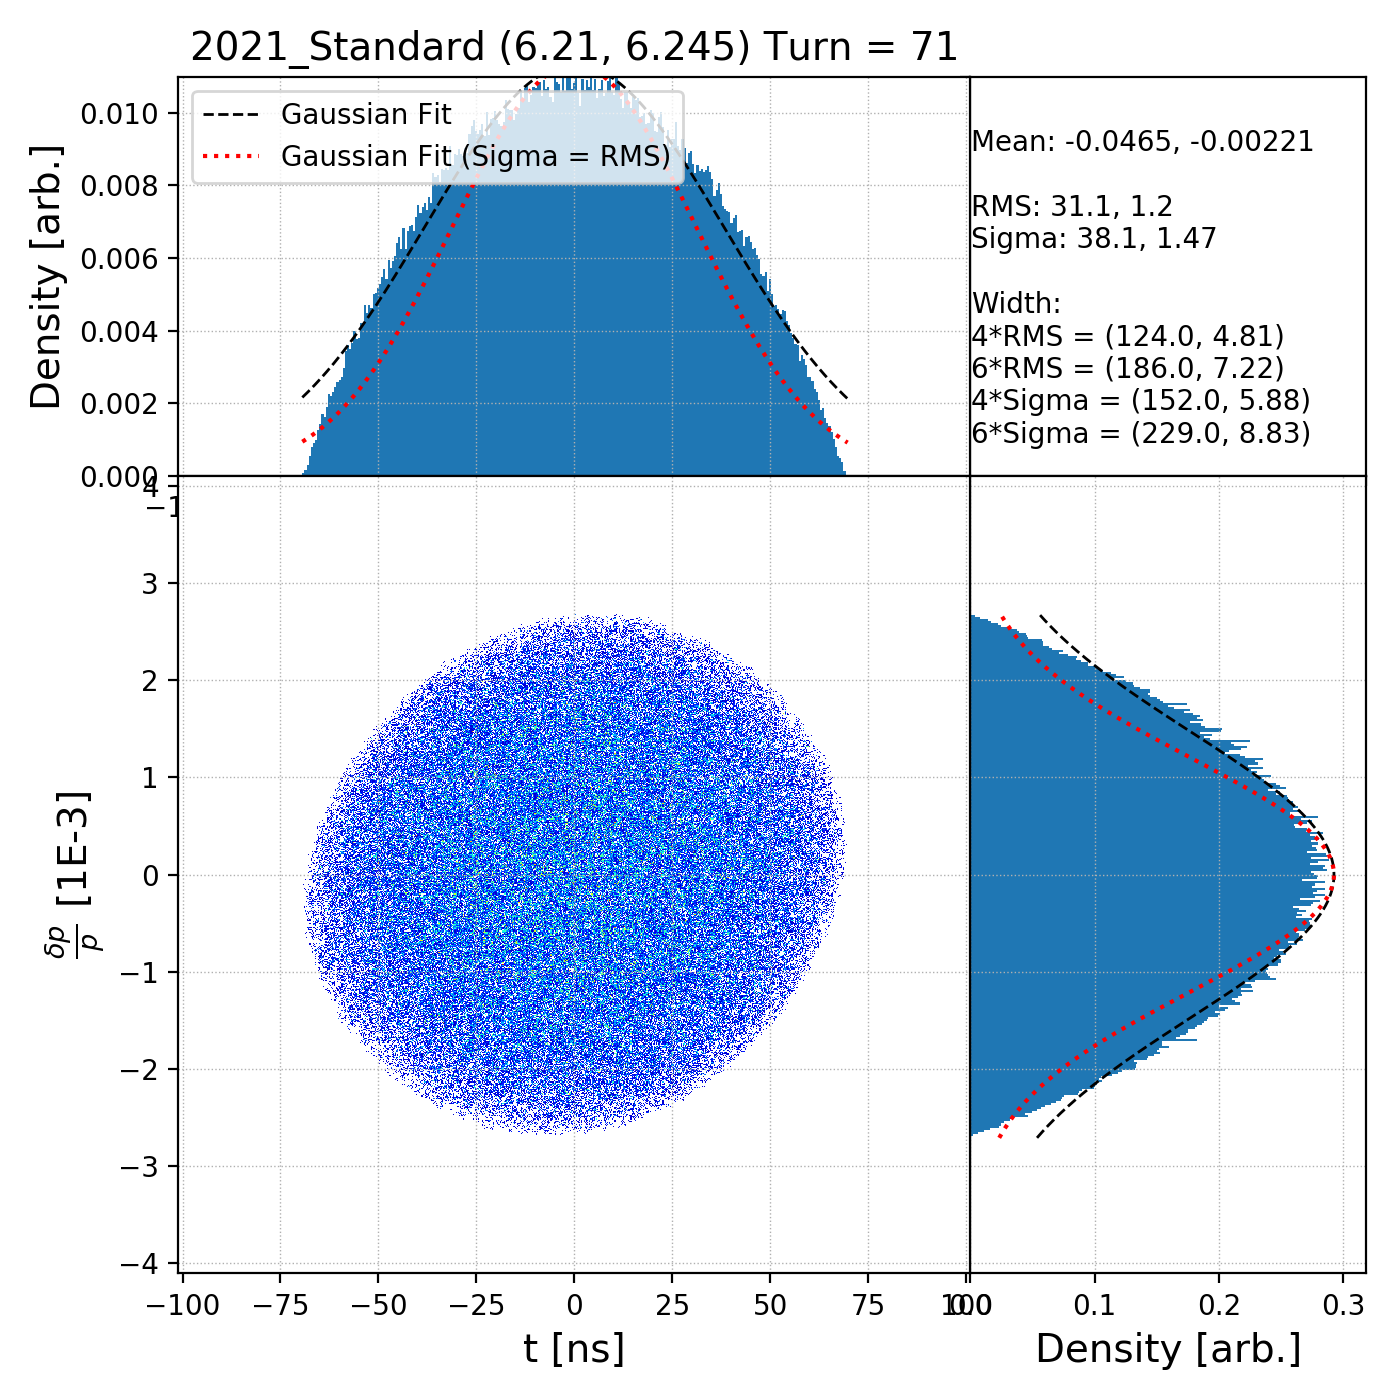 2021_Standard (6.21, 6.245) Turn = 71
Density [arb.]
0.010
0.008
0.006
0.004
0.002
0.000
Gaussian Fit
Gaussian Fit (Sigma = RMS)
Mean: -0.0465, -0.00221
RMS: 31.1, 1.2
Sigma: 38.1, 1.47
Width:
4*RMS = (124.0, 4.81)
6*RMS = (186.0, 7.22)
4*Sigma = (152.0, 5.88)
6*Sigma = (229.0, 8.83)
δp/p [1E-3]
4
3
2
1
0
−1
−2
−3
−4
−100 −75 −50 −25 0 25 50 75 100
t [ns]
0.0 0.1 0.2 0.3
Density [arb.]